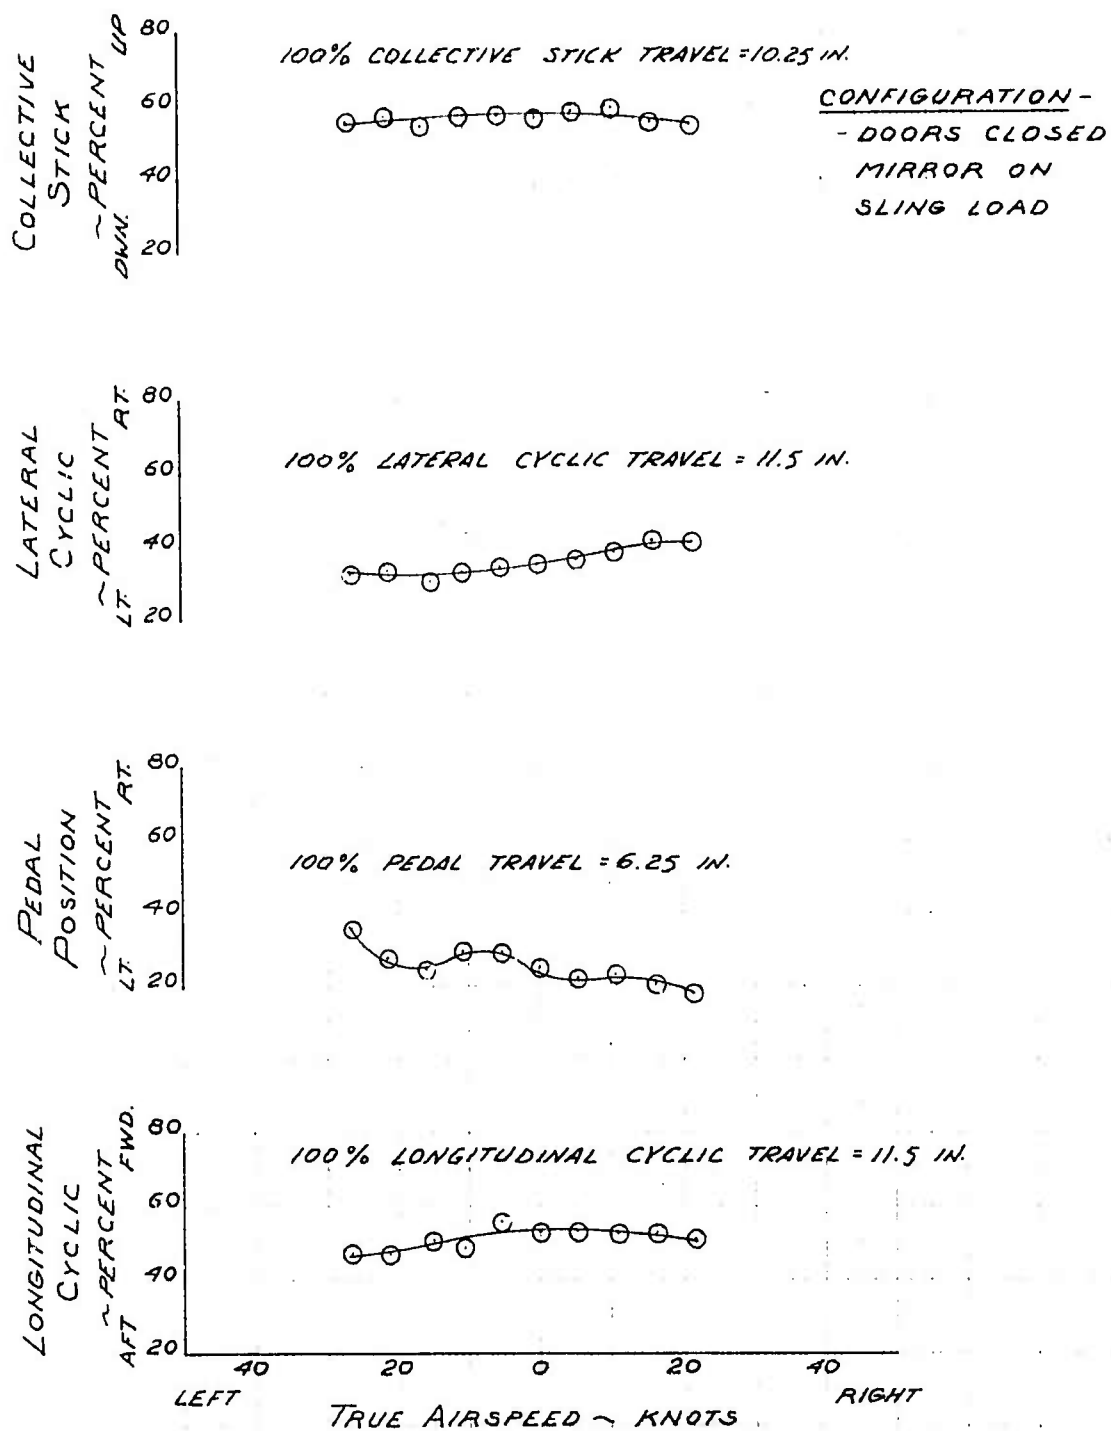 COLLECTIVE
STICK
~PERCENT
DWN. UP
80
60
40
20
100% COLLECTIVE STICK TRAVEL = 10.25 IN.
CONFIGURATION -
- DOORS CLOSED
MIRROR ON
SLING LOAD
LATERAL
CYCLIC
~PERCENT
LT. RT.
80
60
40
20
100% LATERAL CYCLIC TRAVEL = 11.5 IN.
PEDAL
POSITION
~PERCENT
LT. RT.
80
60
40
20
100% PEDAL TRAVEL = 6.25 IN.
LONGITUDINAL
CYCLIC
~PERCENT
AFT FWD.
80
60
40
20
100% LONGITUDINAL CYCLIC TRAVEL = 11.5 IN.
40 20 0 20 40
LEFT RIGHT
TRUE AIRSPEED ~ KNOTS